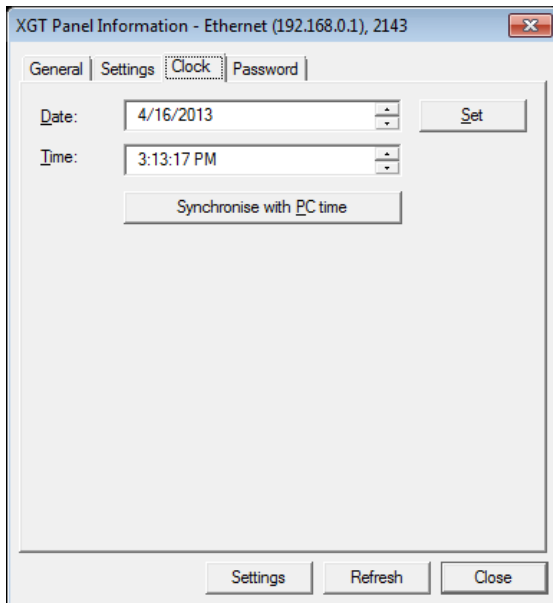 XGT Panel Information - Ethernet (192.168.0.1), 2143
General Settings Clock Password
Date: 4/16/2013 Set
Time: 3:13:17 PM
Synchronise with PC time
Settings Refresh Close